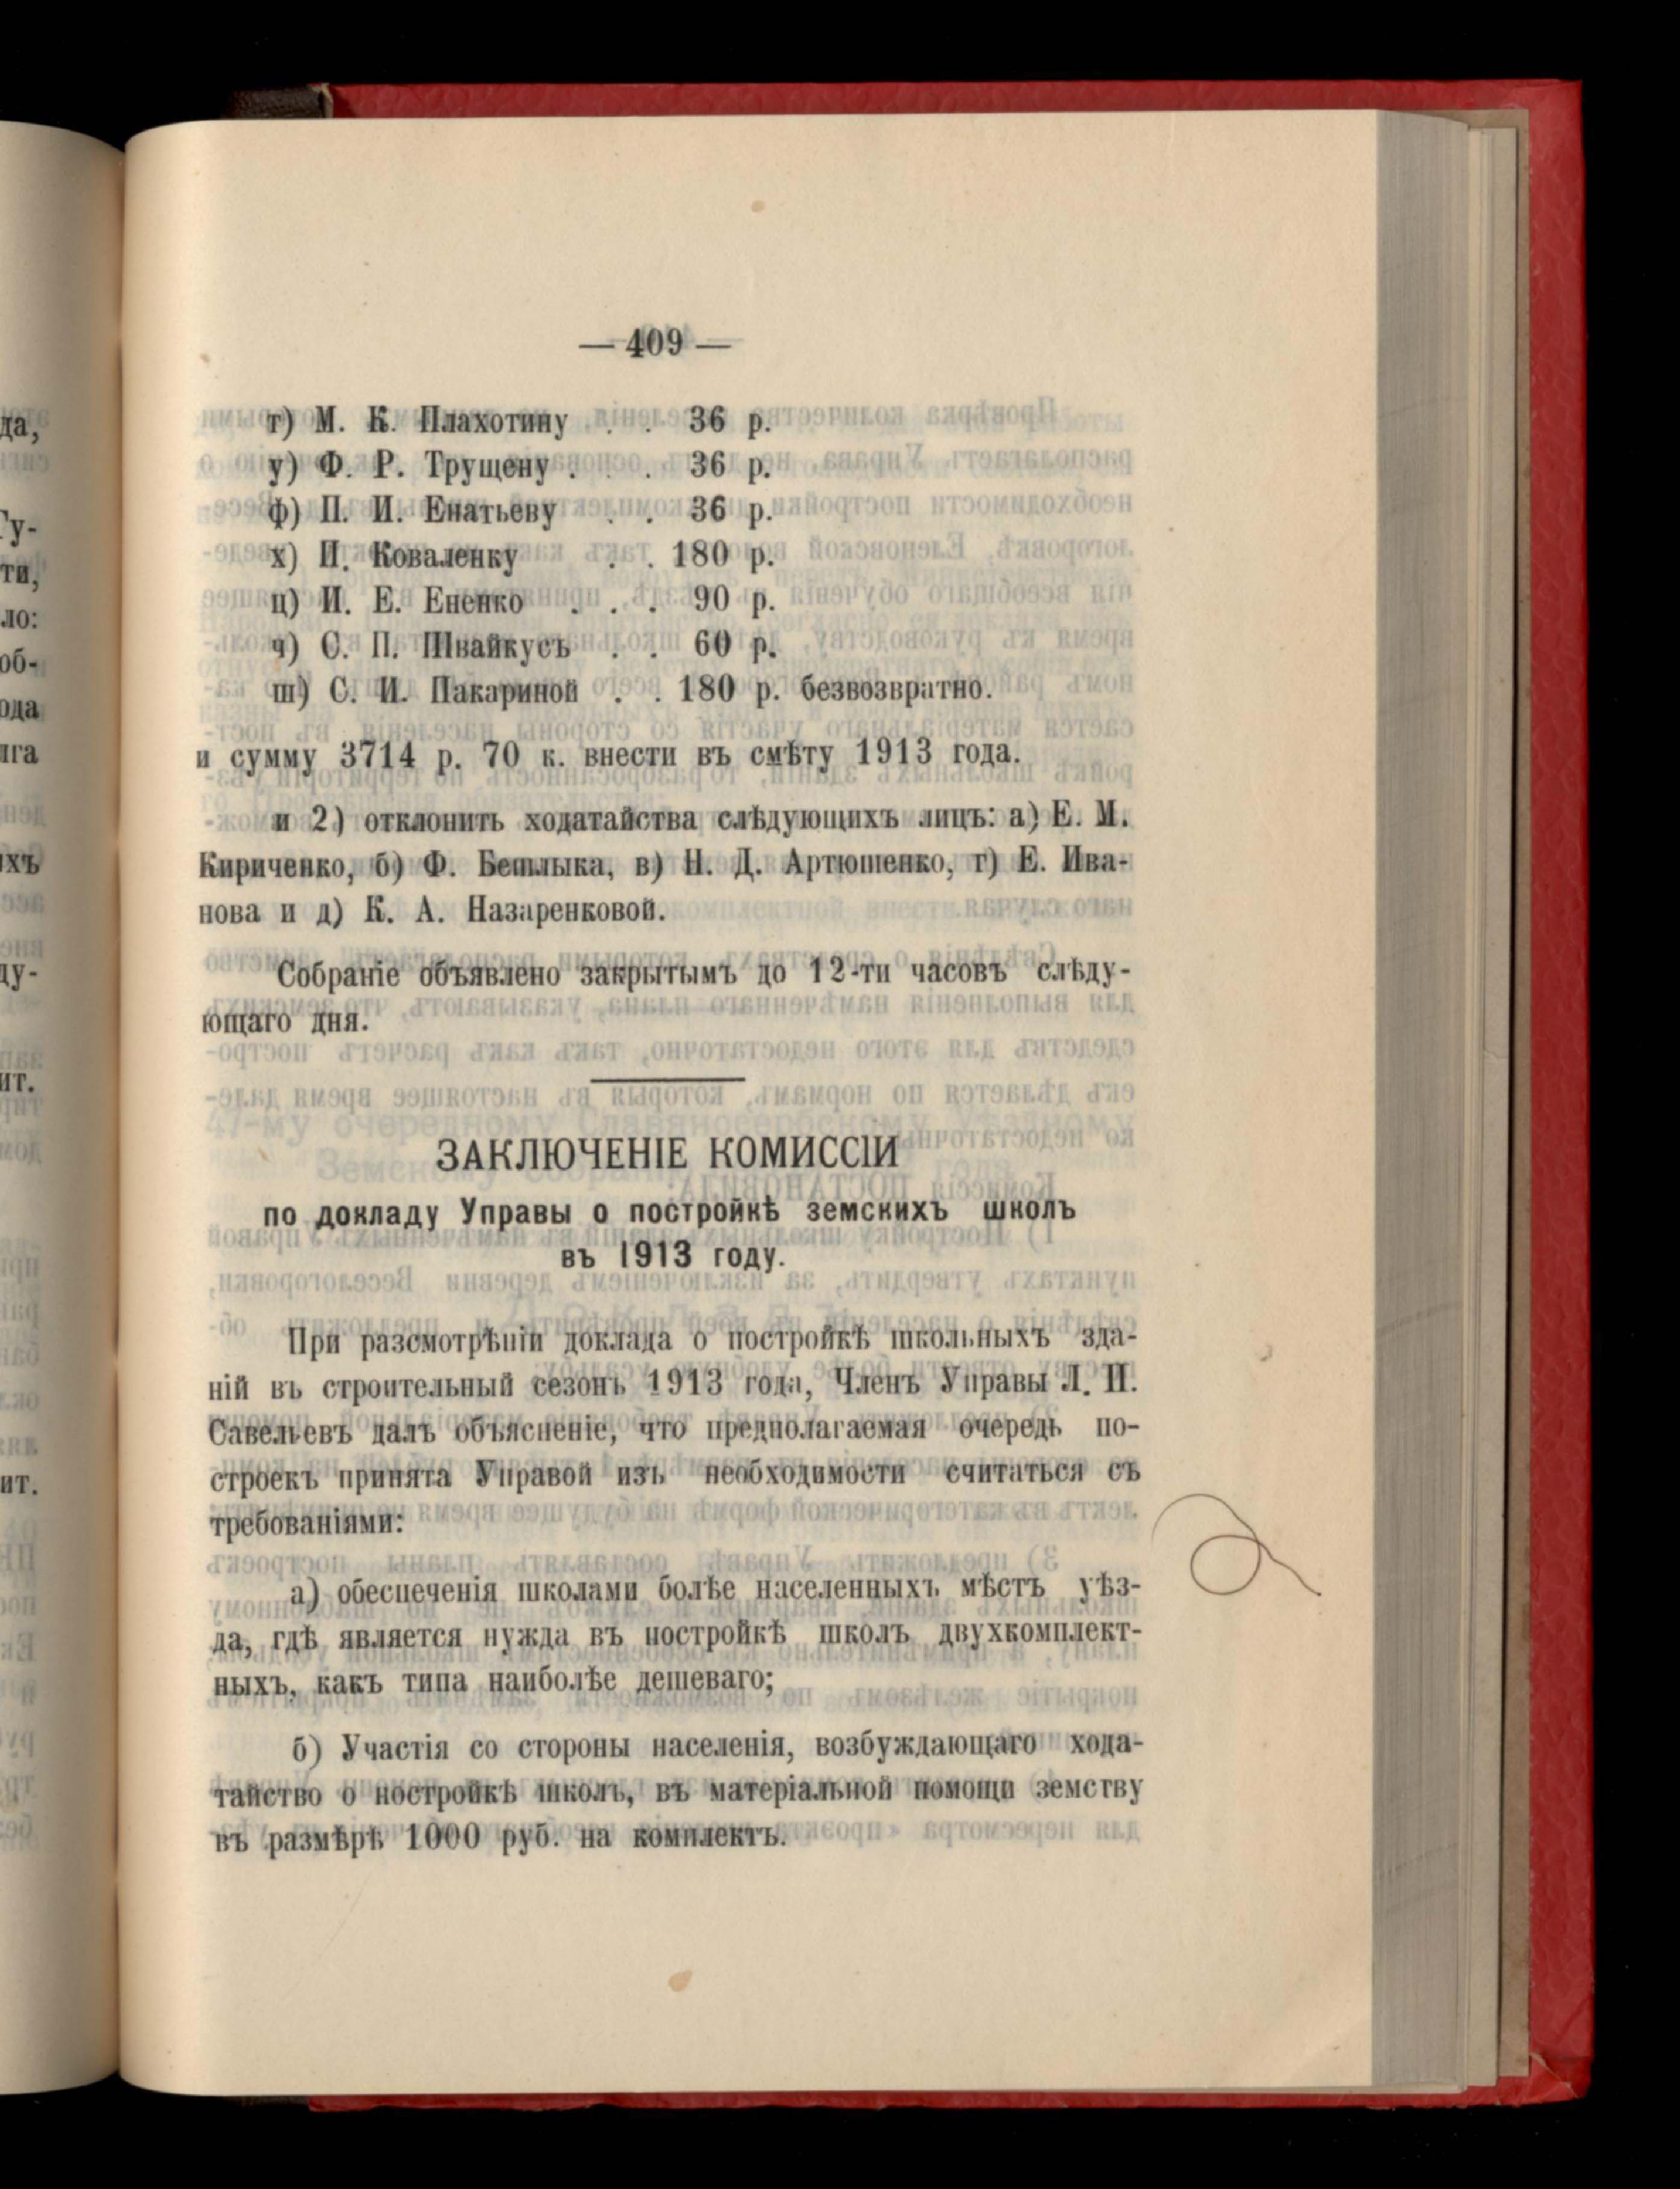 — 409 —
т) М. К. Плахотину . . 36 р.
у) Ф. Р. Трущену . . . 36 р.
ф) П. И. Енатьеву . . 36 р.
х) И. Коваленку . . 180 р.
ц) И. Е. Ененко . . . 90 р.
ч) С. П. Швайкусъ . . 60 р.
ш) С. И. Пакариной . . 180 р. безвозвратно.
и сумму 3714 р. 70 к. внести въ смѣту 1913 года.
и 2) отклонить ходатайства слѣдующихъ лицъ: а) Е. М.
Кириченко, б) Ф. Бешлыка, в) Н. Д. Артюшенко, г) Е. Ива-
нова и д) К. А. Назаренковой.
Собраніе объявлено закрытымъ до 12-ти часовъ слѣду-
ющаго дня.
ЗАКЛЮЧЕНІЕ КОМИССІИ
по докладу Управы о постройкѣ земскихъ школъ
въ 1913 году.
При разсмотрѣніи доклада о постройкѣ школьныхъ зда-
ній въ строительный сезонъ 1913 года, Членъ Управы Л. И.
Савельевъ далъ объясненіе, что предполагаемая очередь по-
строекъ принята Управой изъ необходимости считаться съ
требованіями:
а) обеспеченія школами болѣе населенныхъ мѣстъ уѣз-
да, гдѣ является нужда въ постройкѣ школъ двухкомплект-
ныхъ, какъ типа наиболѣе дешеваго;
б) Участія со стороны населенія, возбуждающаго хода-
тайство о постройкѣ школъ, въ матеріальной помощи земству
въ размѣрѣ 1000 руб. на комплектъ.